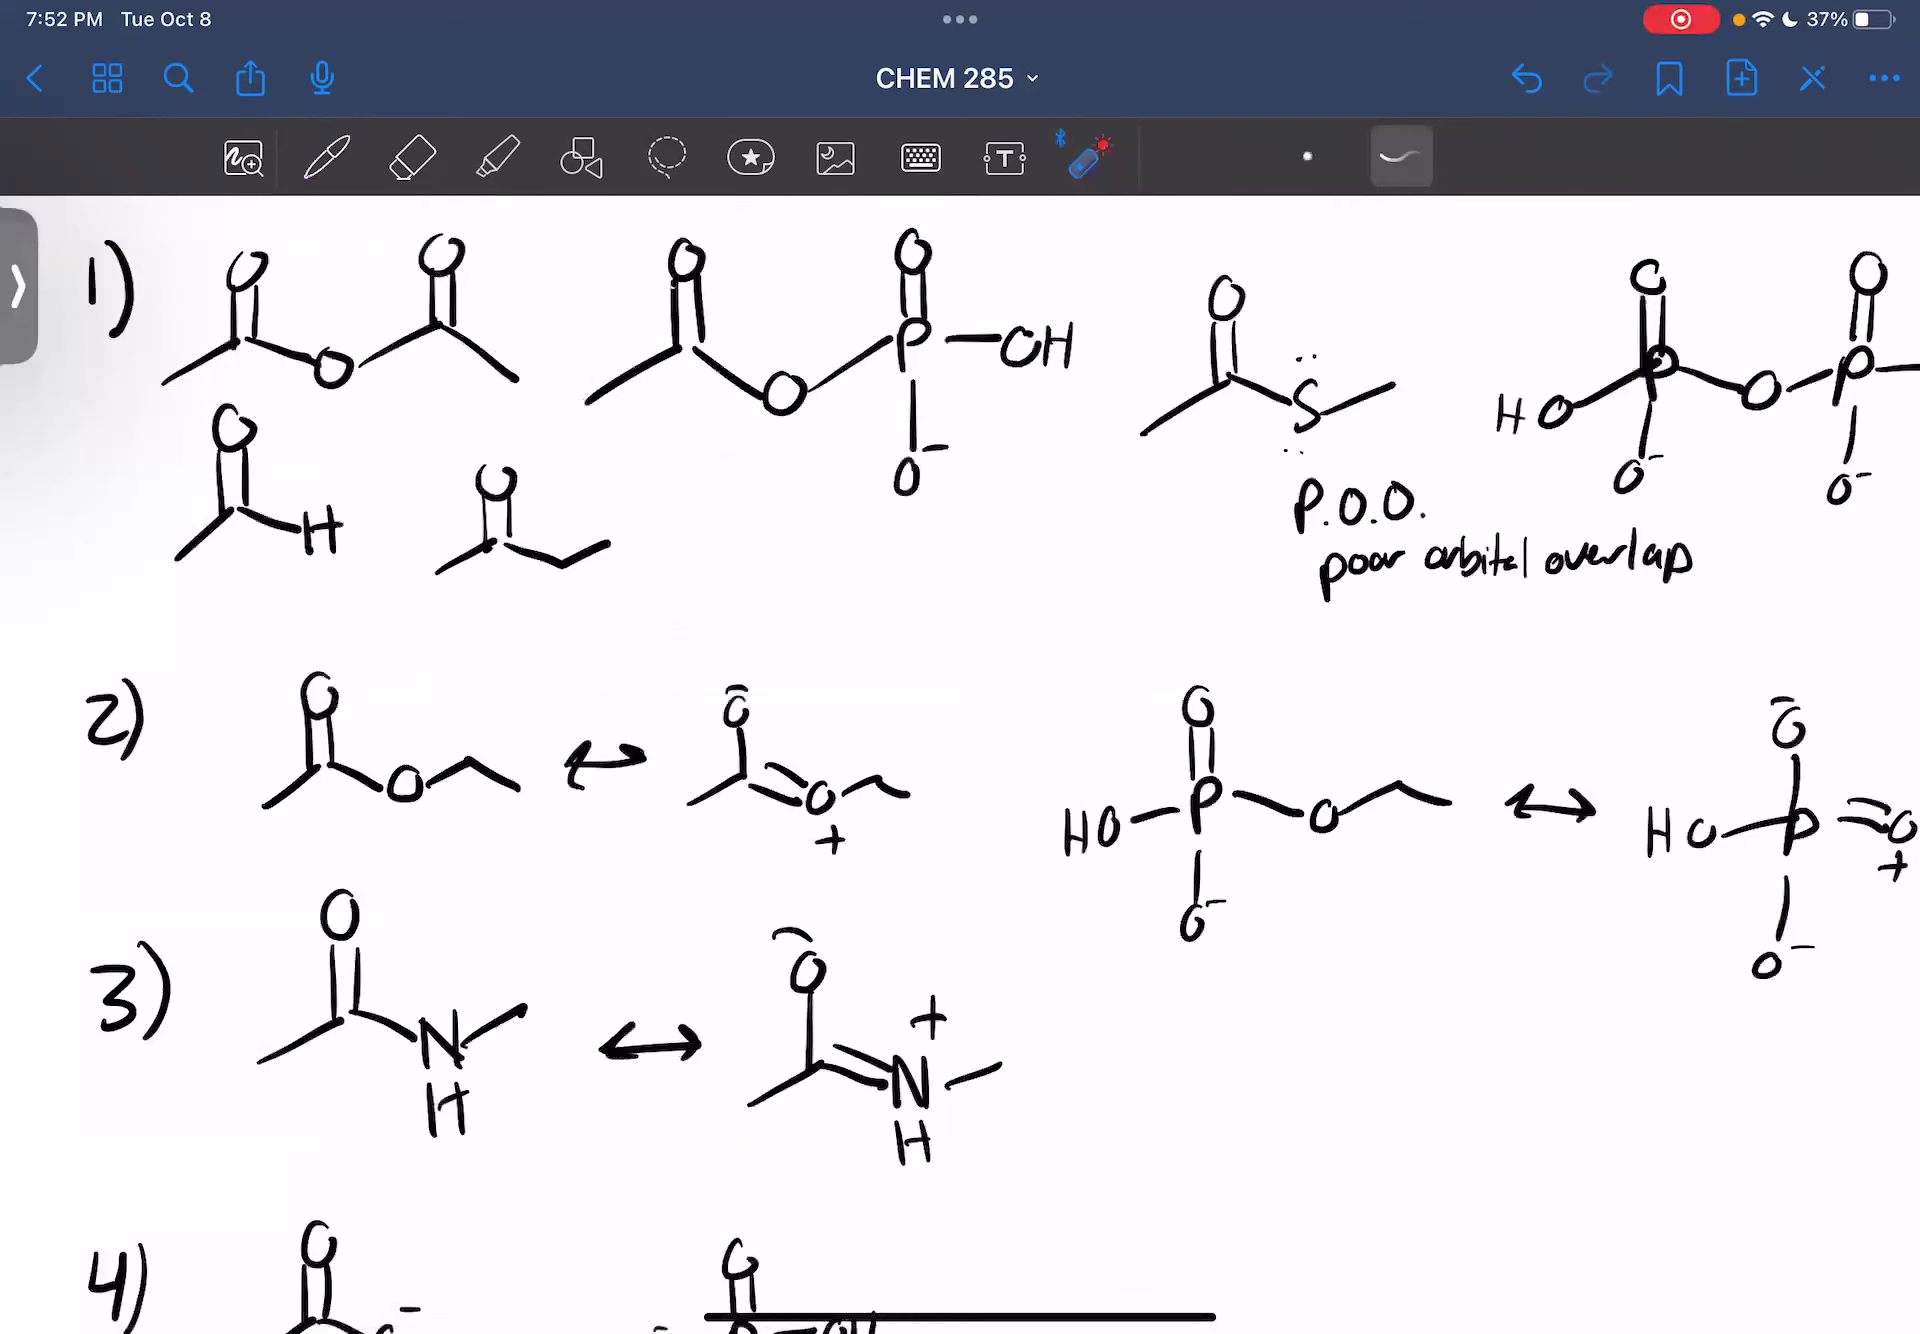 7:52 PM Tue Oct 8
37%
CHEM 285
T
1)
O O O O O O O
P OH
O O S HO P O P
O⁻ O⁻ O⁻
O H O
P.O.O.
poor orbital overlap
2)
O O ⁻O O ⁻O
O O + HO P O HO P O +
O⁻ O⁻
3)
O ⁻O
N N +
H H
4)
O O